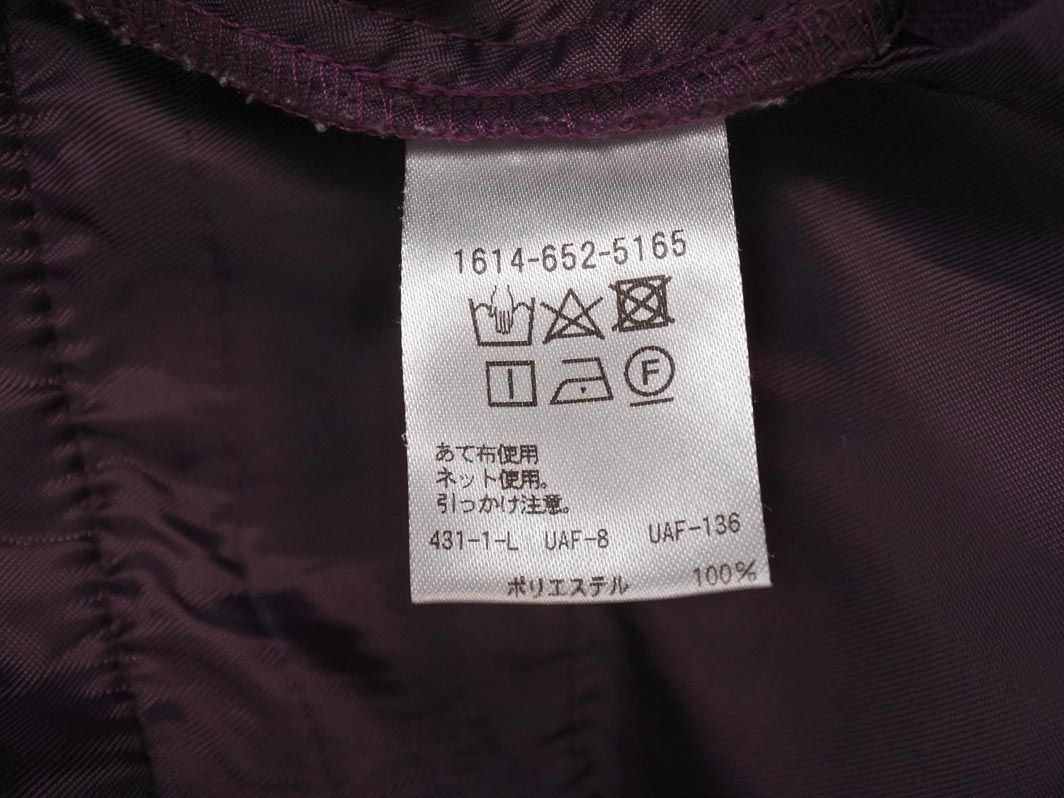 1614-652-5165
F
あて布使用
ネット使用。
引っかけ注意。
431-1-L UAF-8 UAF-136
ポリエステル 100%